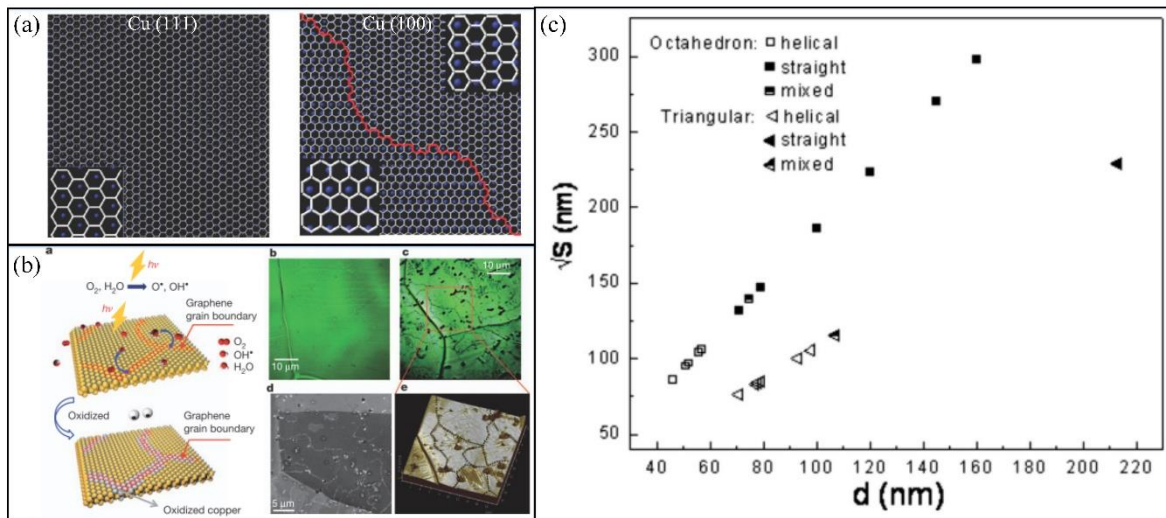 (a)
Cu (111)
Cu (100)
(b)
a
hν
O₂, H₂O → O•, OH•
hν
Graphene
grain boundary
O₂
OH•
H₂O
Oxidized
Graphene
grain boundary
Oxidized copper
b
10 μm
c
10 μm
d
5 μm
e
(c)
√S (nm)
300
250
200
150
100
50
Octahedron: helical
straight
mixed
Triangular: helical
straight
mixed
40 60 80 100 120 140 160 180 200 220
d (nm)